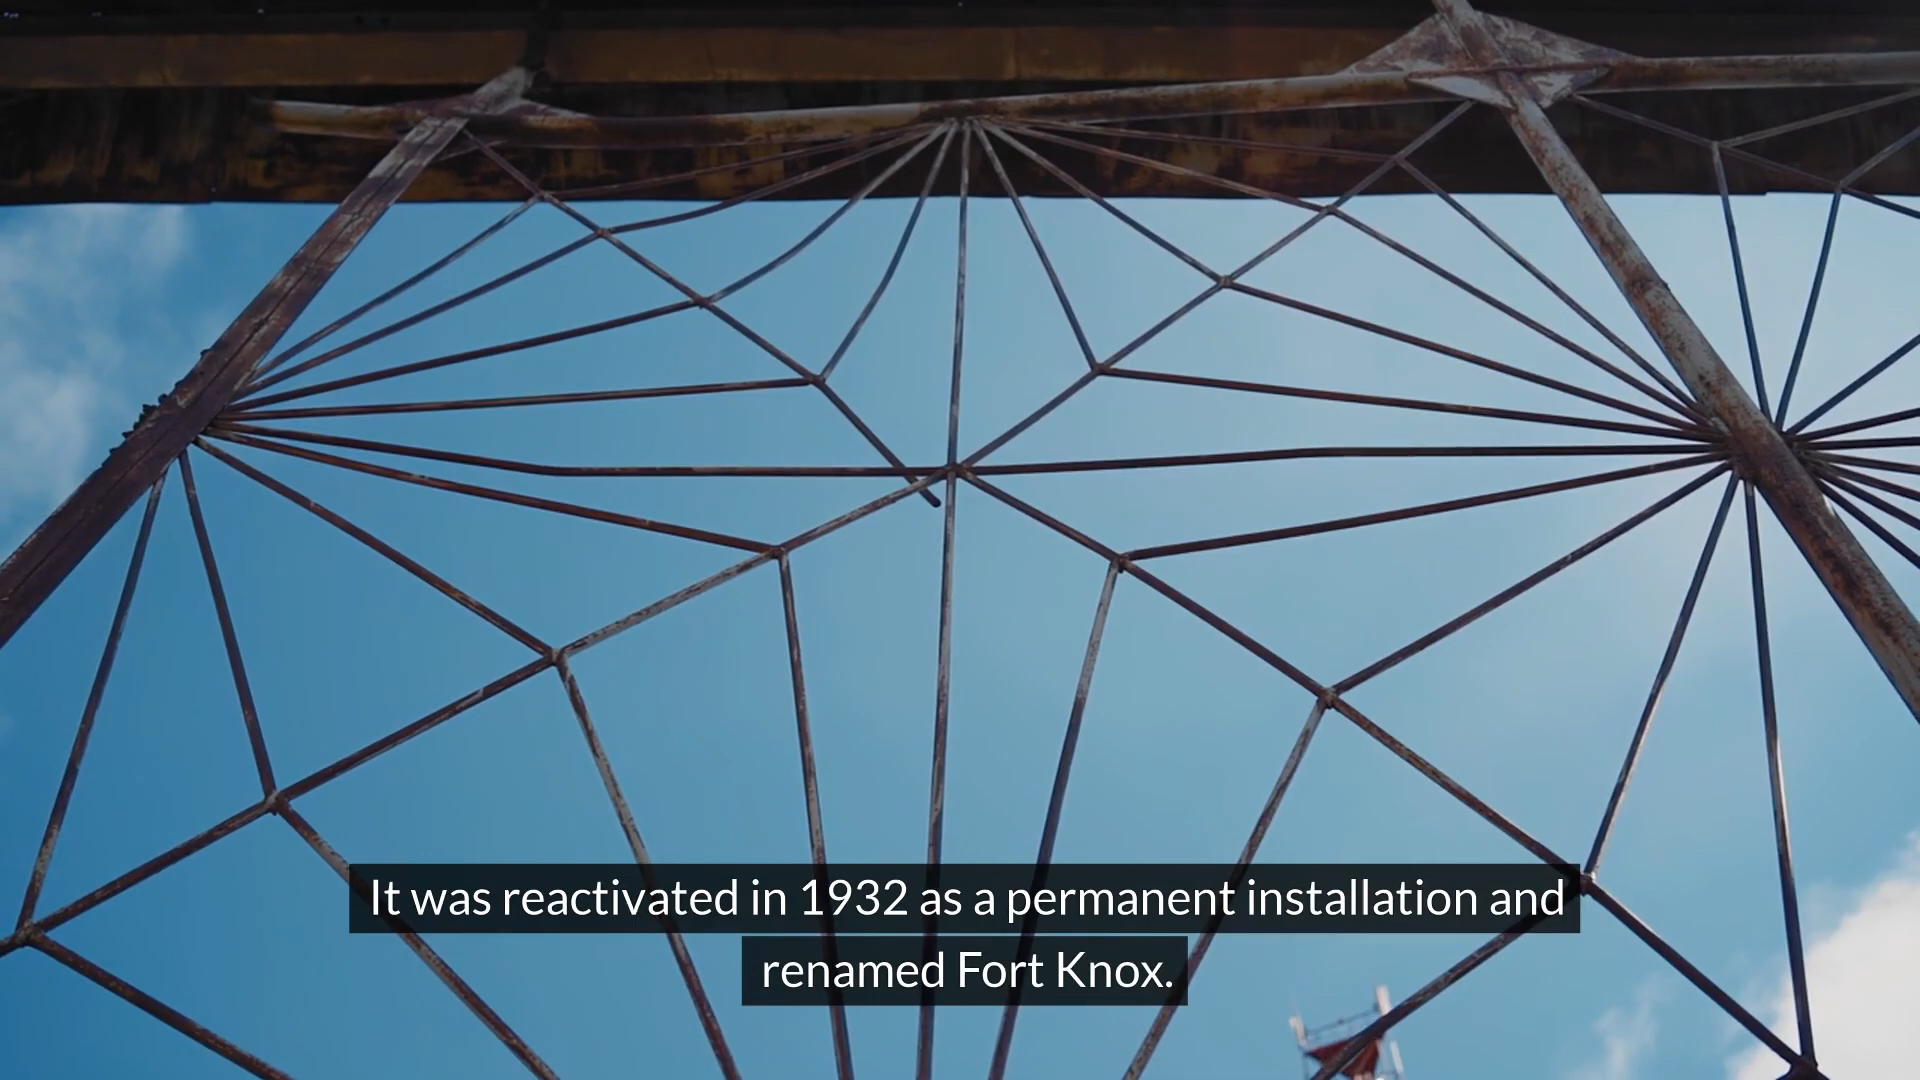 It was reactivated in 1932 as a permanent installation and
renamed Fort Knox.